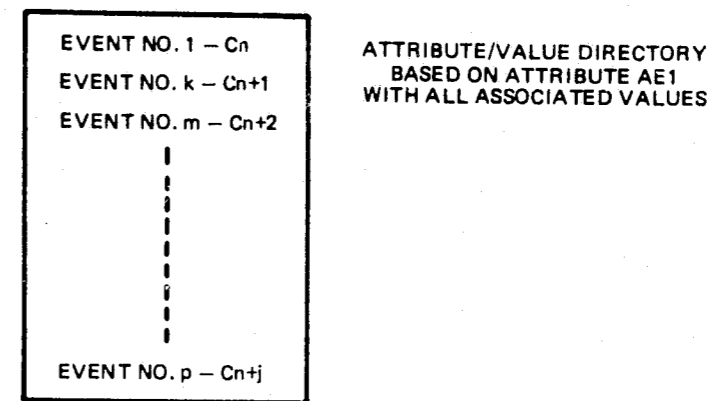 EVENT NO. 1 – Cn
EVENT NO. k – Cn+1
EVENT NO. m – Cn+2
EVENT NO. p – Cn+j
ATTRIBUTE/VALUE DIRECTORY
BASED ON ATTRIBUTE AE1
WITH ALL ASSOCIATED VALUES